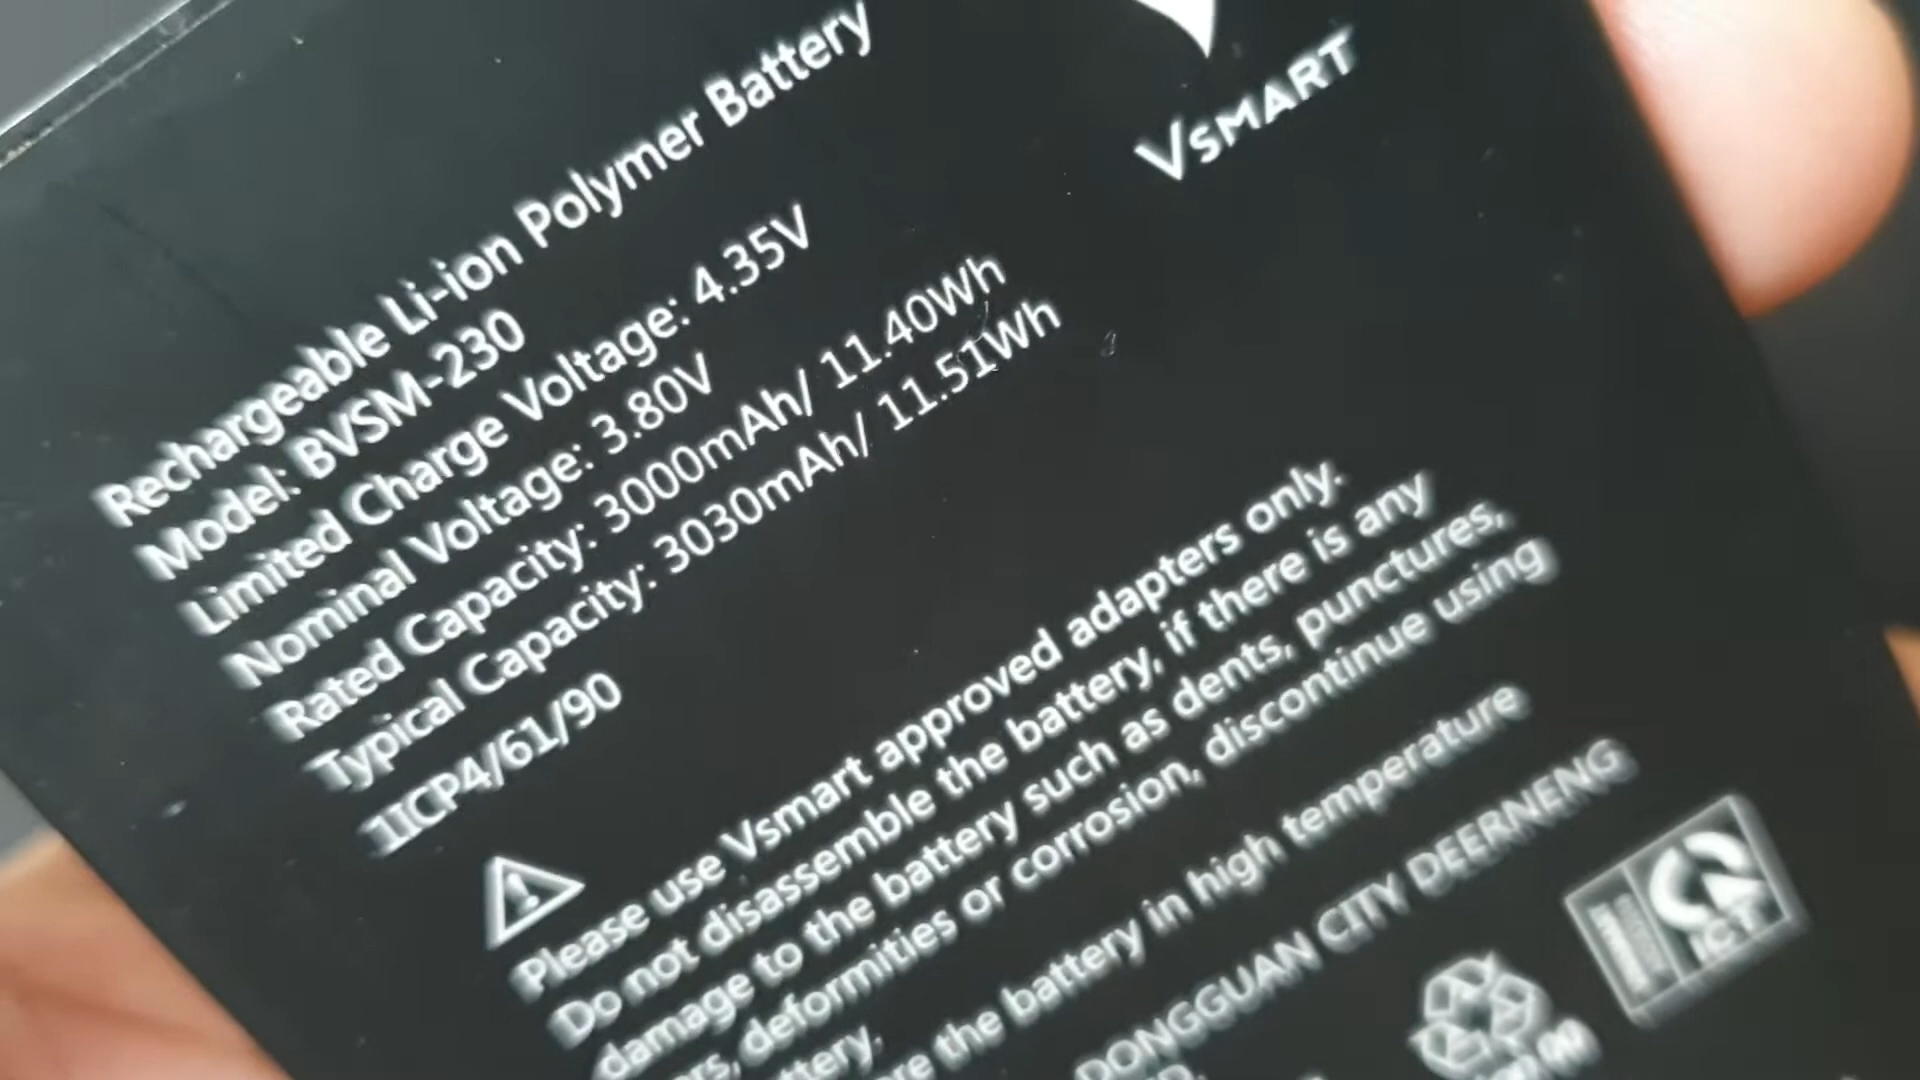 VSMART
Rechargeable Li-ion Polymer Battery
Model: BVSM-230
Limited Charge Voltage: 4.35V
Nominal Voltage: 3.80V
Rated Capacity: 3000mAh/ 11.40Wh
Typical Capacity: 3030mAh/ 11.51Wh
1ICP4/61/90
Please use Vsmart approved adapters only.
Do not disassemble the battery, if there is any
damage to the battery such as dents, punctures,
deformities or corrosion, discontinue using
the battery in high temperature
DONGGUAN CITY DEERNENG
ICT